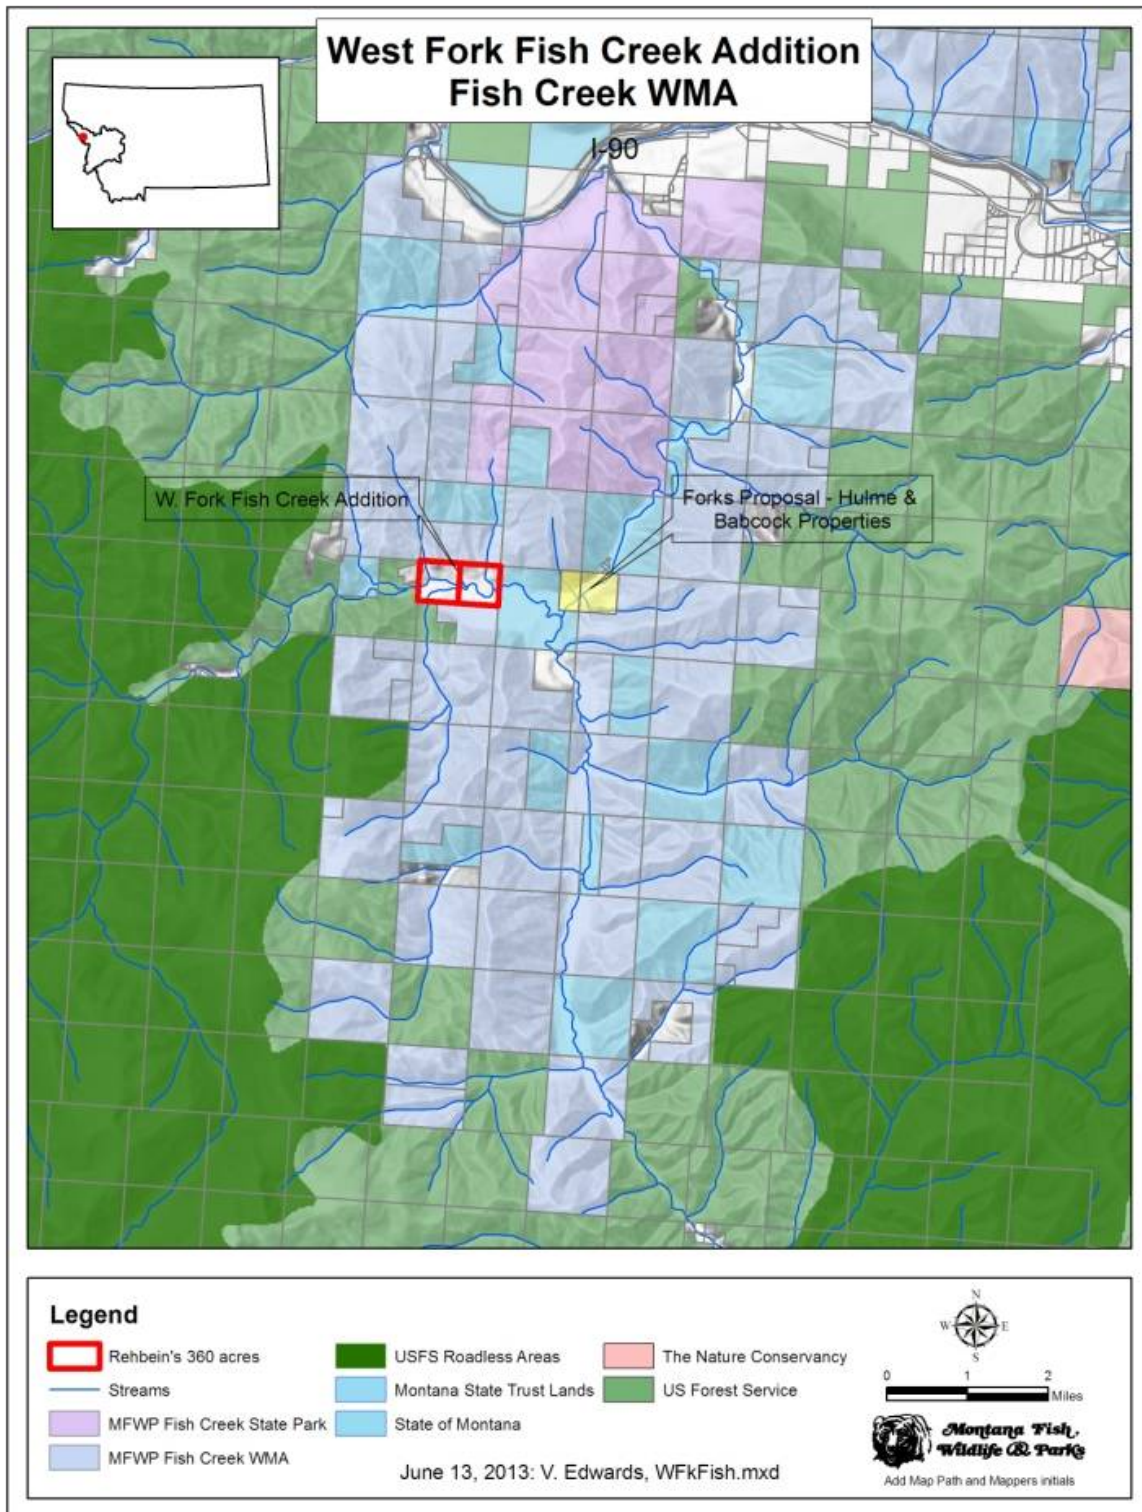 West Fork Fish Creek Addition
Fish Creek WMA
I-90
W. Fork Fish Creek Addition
Forks Proposal - Hulme &
Babcock Properties
Legend
Rehbein's 360 acres
Streams
MFWP Fish Creek State Park
MFWP Fish Creek WMA
USFS Roadless Areas
Montana State Trust Lands
State of Montana
The Nature Conservancy
US Forest Service
June 13, 2013: V. Edwards, WFkFish.mxd
N
W E
S
0 1 2
Miles
Montana Fish,
Wildlife & Parks
Add Map Path and Mappers initials